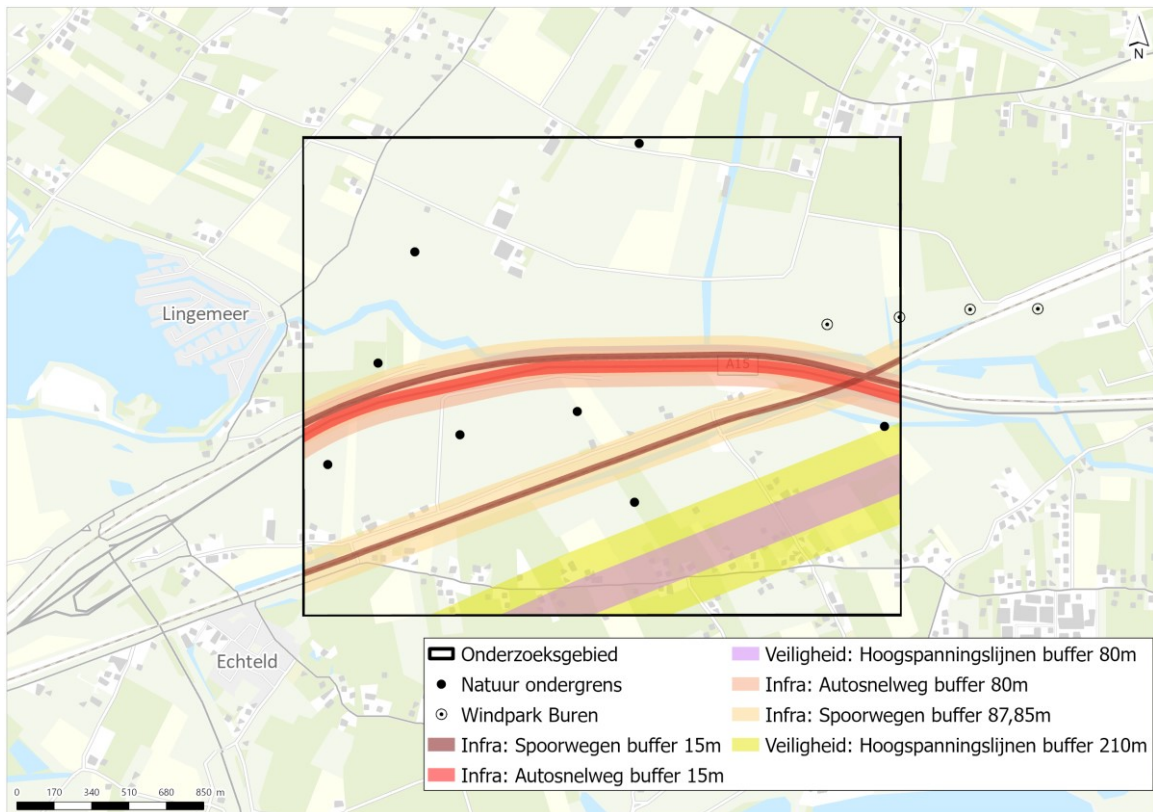 N
Lingemeer
A15
Echteld
Onderzoeksgebied
Natuur ondergrens
Windpark Buren
Infra: Spoorwegen buffer 15m
Infra: Autosnelweg buffer 15m
Veiligheid: Hoogspanningslijnen buffer 80m
Infra: Autosnelweg buffer 80m
Infra: Spoorwegen buffer 87,85m
Veiligheid: Hoogspanningslijnen buffer 210m
0 170 340 510 680 850 m